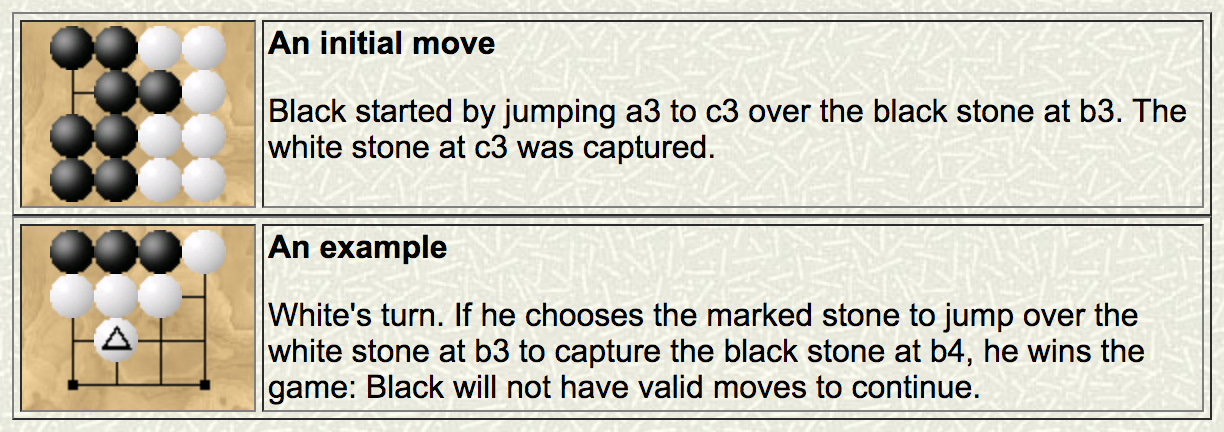 An initial move
Black started by jumping a3 to c3 over the black stone at b3. The
white stone at c3 was captured.
An example
White's turn. If he chooses the marked stone to jump over the
white stone at b3 to capture the black stone at b4, he wins the
game: Black will not have valid moves to continue.